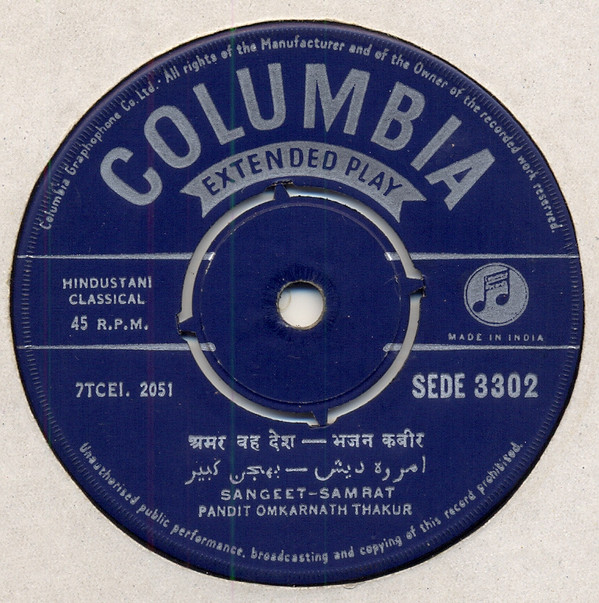 Columbia Graphophone Co. Ltd. · All rights of the Manufacturer and of the Owner of the recorded work reserved.
COLUMBIA
EXTENDED PLAY
HINDUSTANI
CLASSICAL
45 R.P.M.
MADE IN INDIA
7TCEI. 2051
SEDE 3302
अमर वह देश — भजन कबीर
امر وہ دیش — بھجن کبیر
SANGEET-SAMRAT
PANDIT OMKARNATH THAKUR
Unauthorised public performance, broadcasting and copying of this record prohibited.